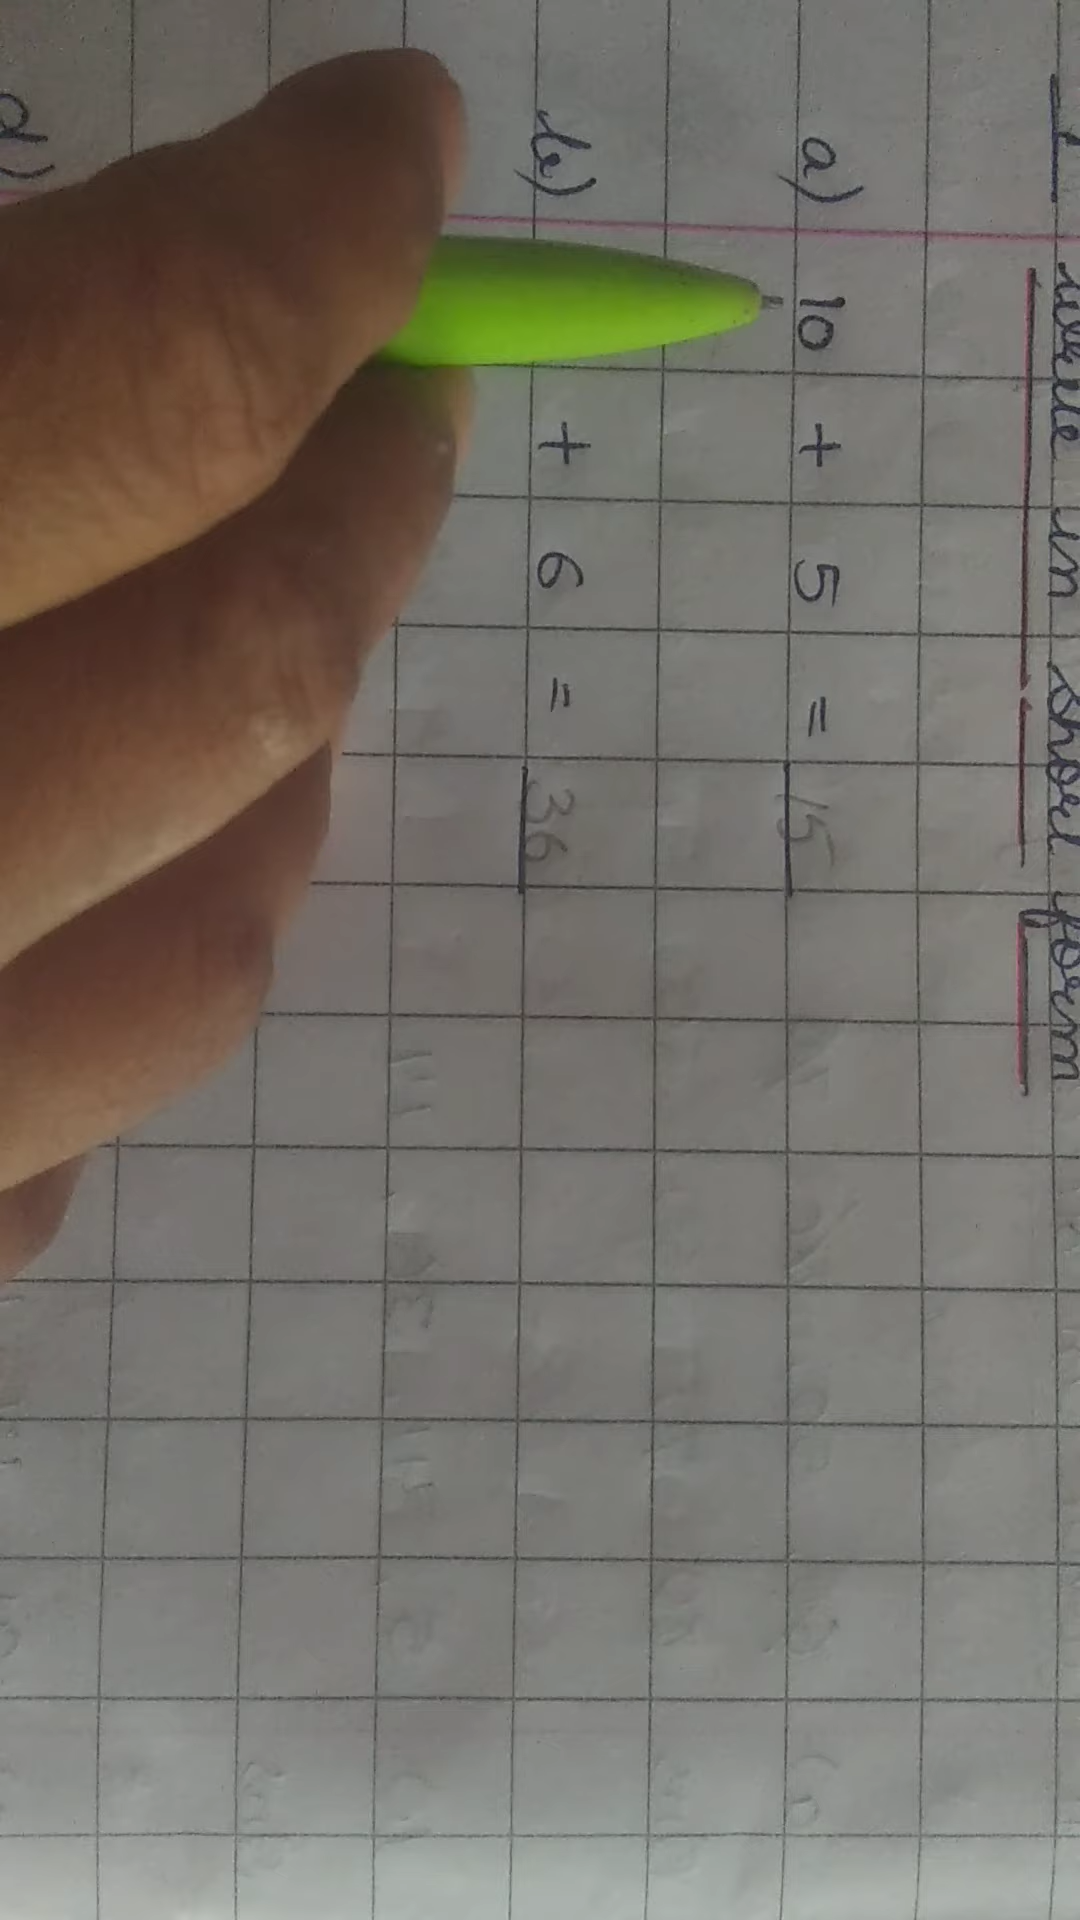 write in short form
a) 10 + 5 = 15
b) + 6 = 36
d)